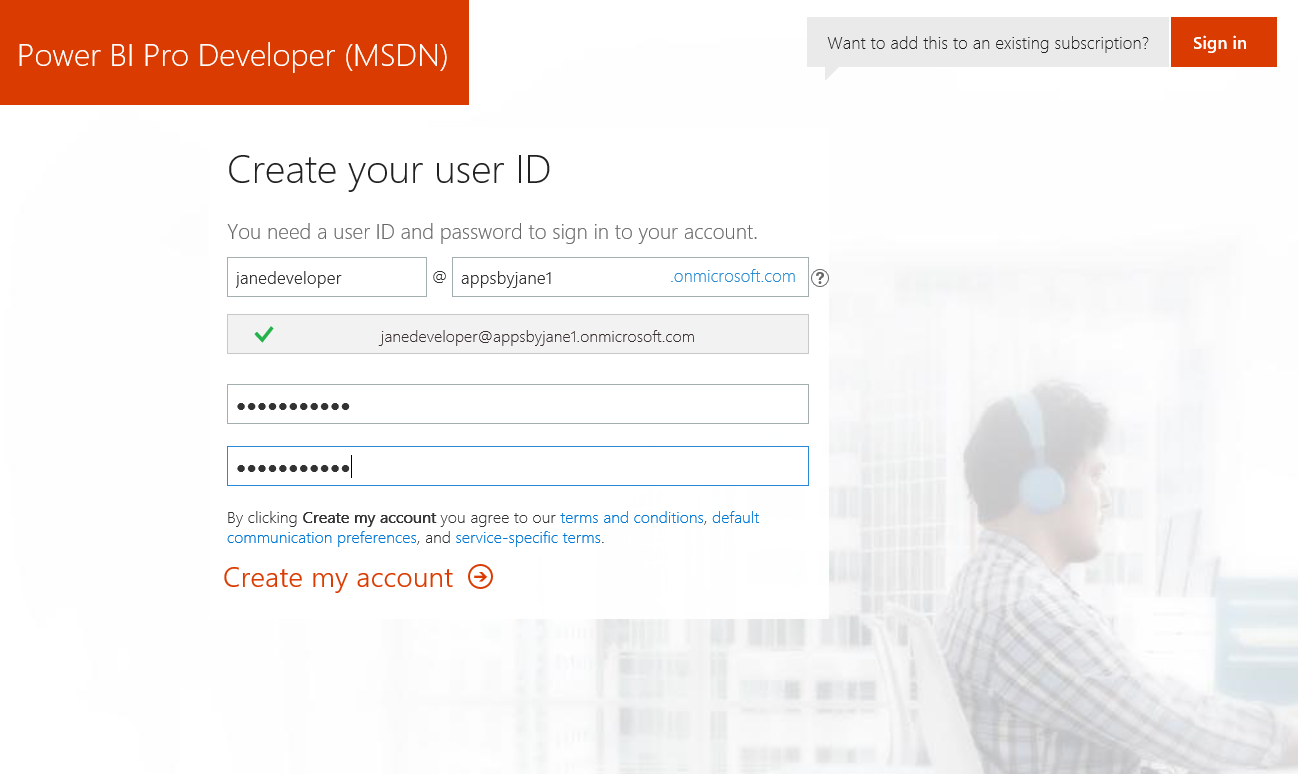 Power BI Pro Developer (MSDN)
Want to add this to an existing subscription?
Sign in
Create your user ID
You need a user ID and password to sign in to your account.
janedeveloper @ appsbyjane1 .onmicrosoft.com ?
janedeveloper@appsbyjane1.onmicrosoft.com
●●●●●●●●●●●
●●●●●●●●●●●
By clicking Create my account you agree to our terms and conditions, default
communication preferences, and service-specific terms.
Create my account